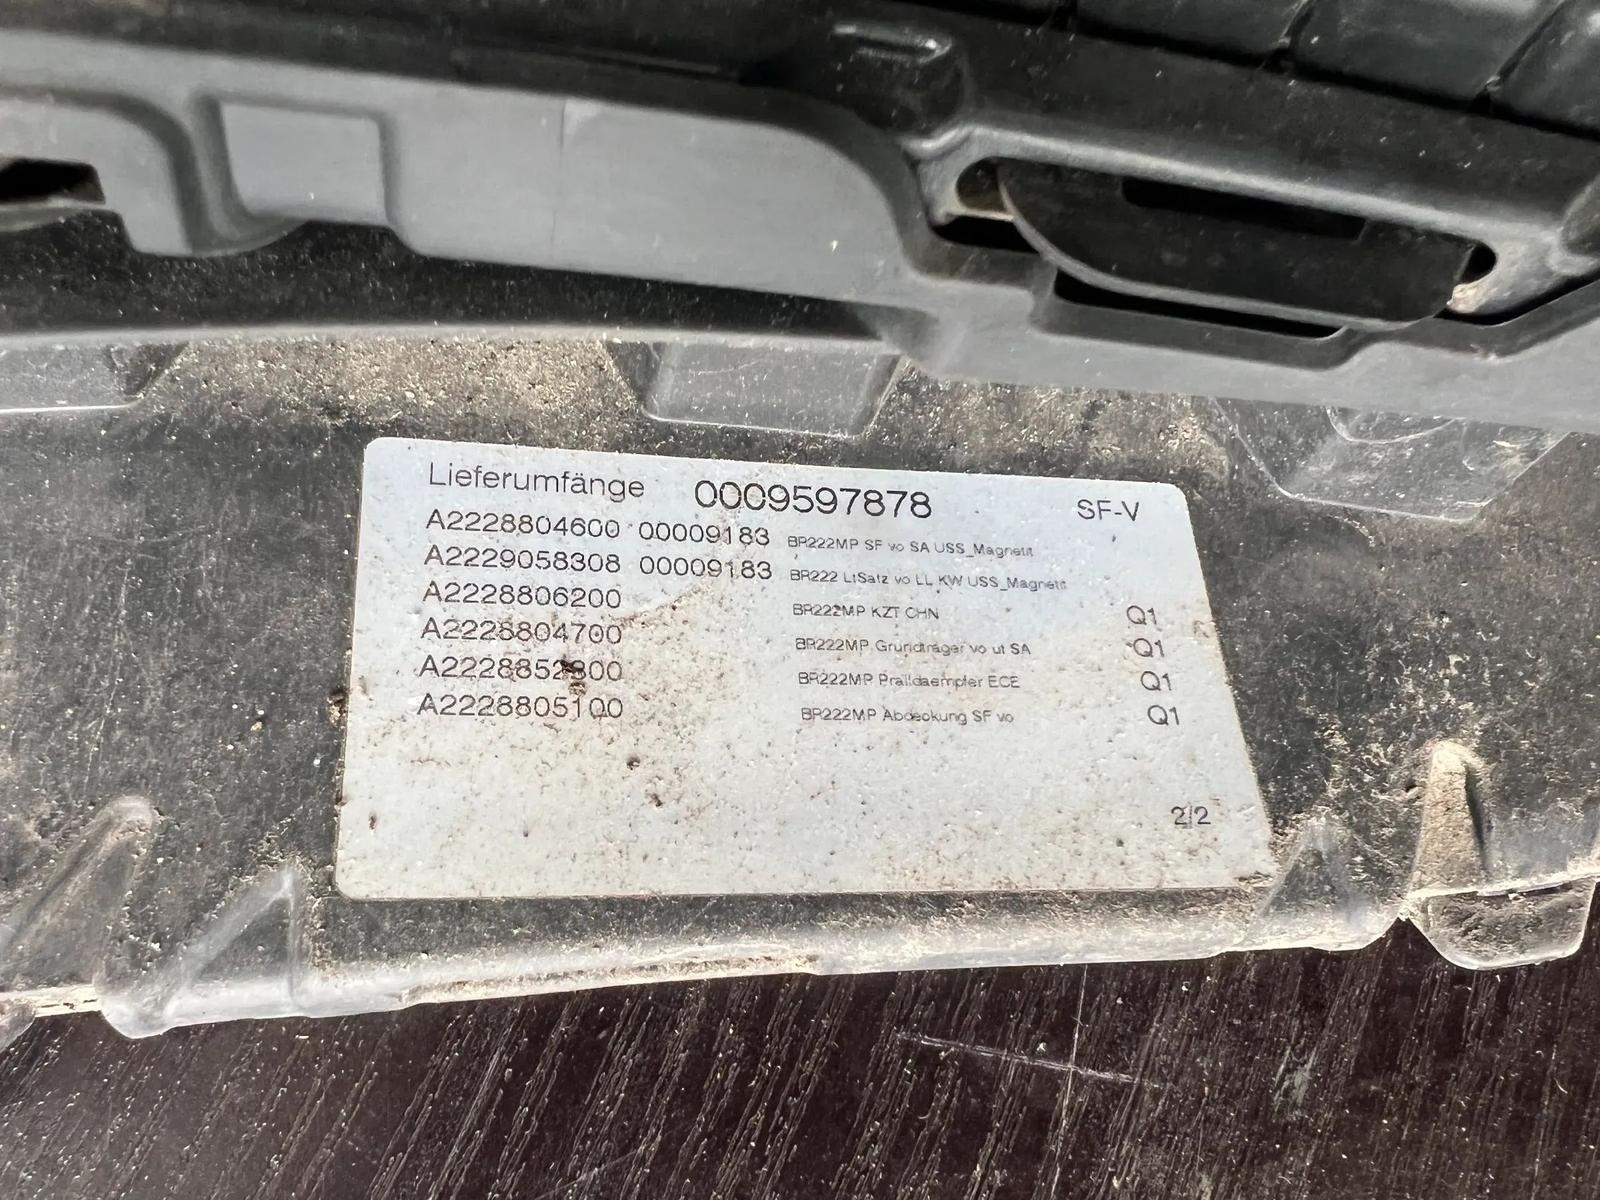 Lieferumfänge 0009597878 SF-V
A2228804600 00009183 BR222MP SF vo SA USS_Magnetit
A2229058308 00009183 BR222 LtSatz vo LL KW USS_Magnetit
A2228806200 BR222MP KZT CHN Q1
A2228804700 BR222MP Grundträger vo ut SA Q1
A2228852800 BR222MP Pralldaempfer ECE Q1
A2228805100 BR222MP Abdeckung SF vo Q1
2/2